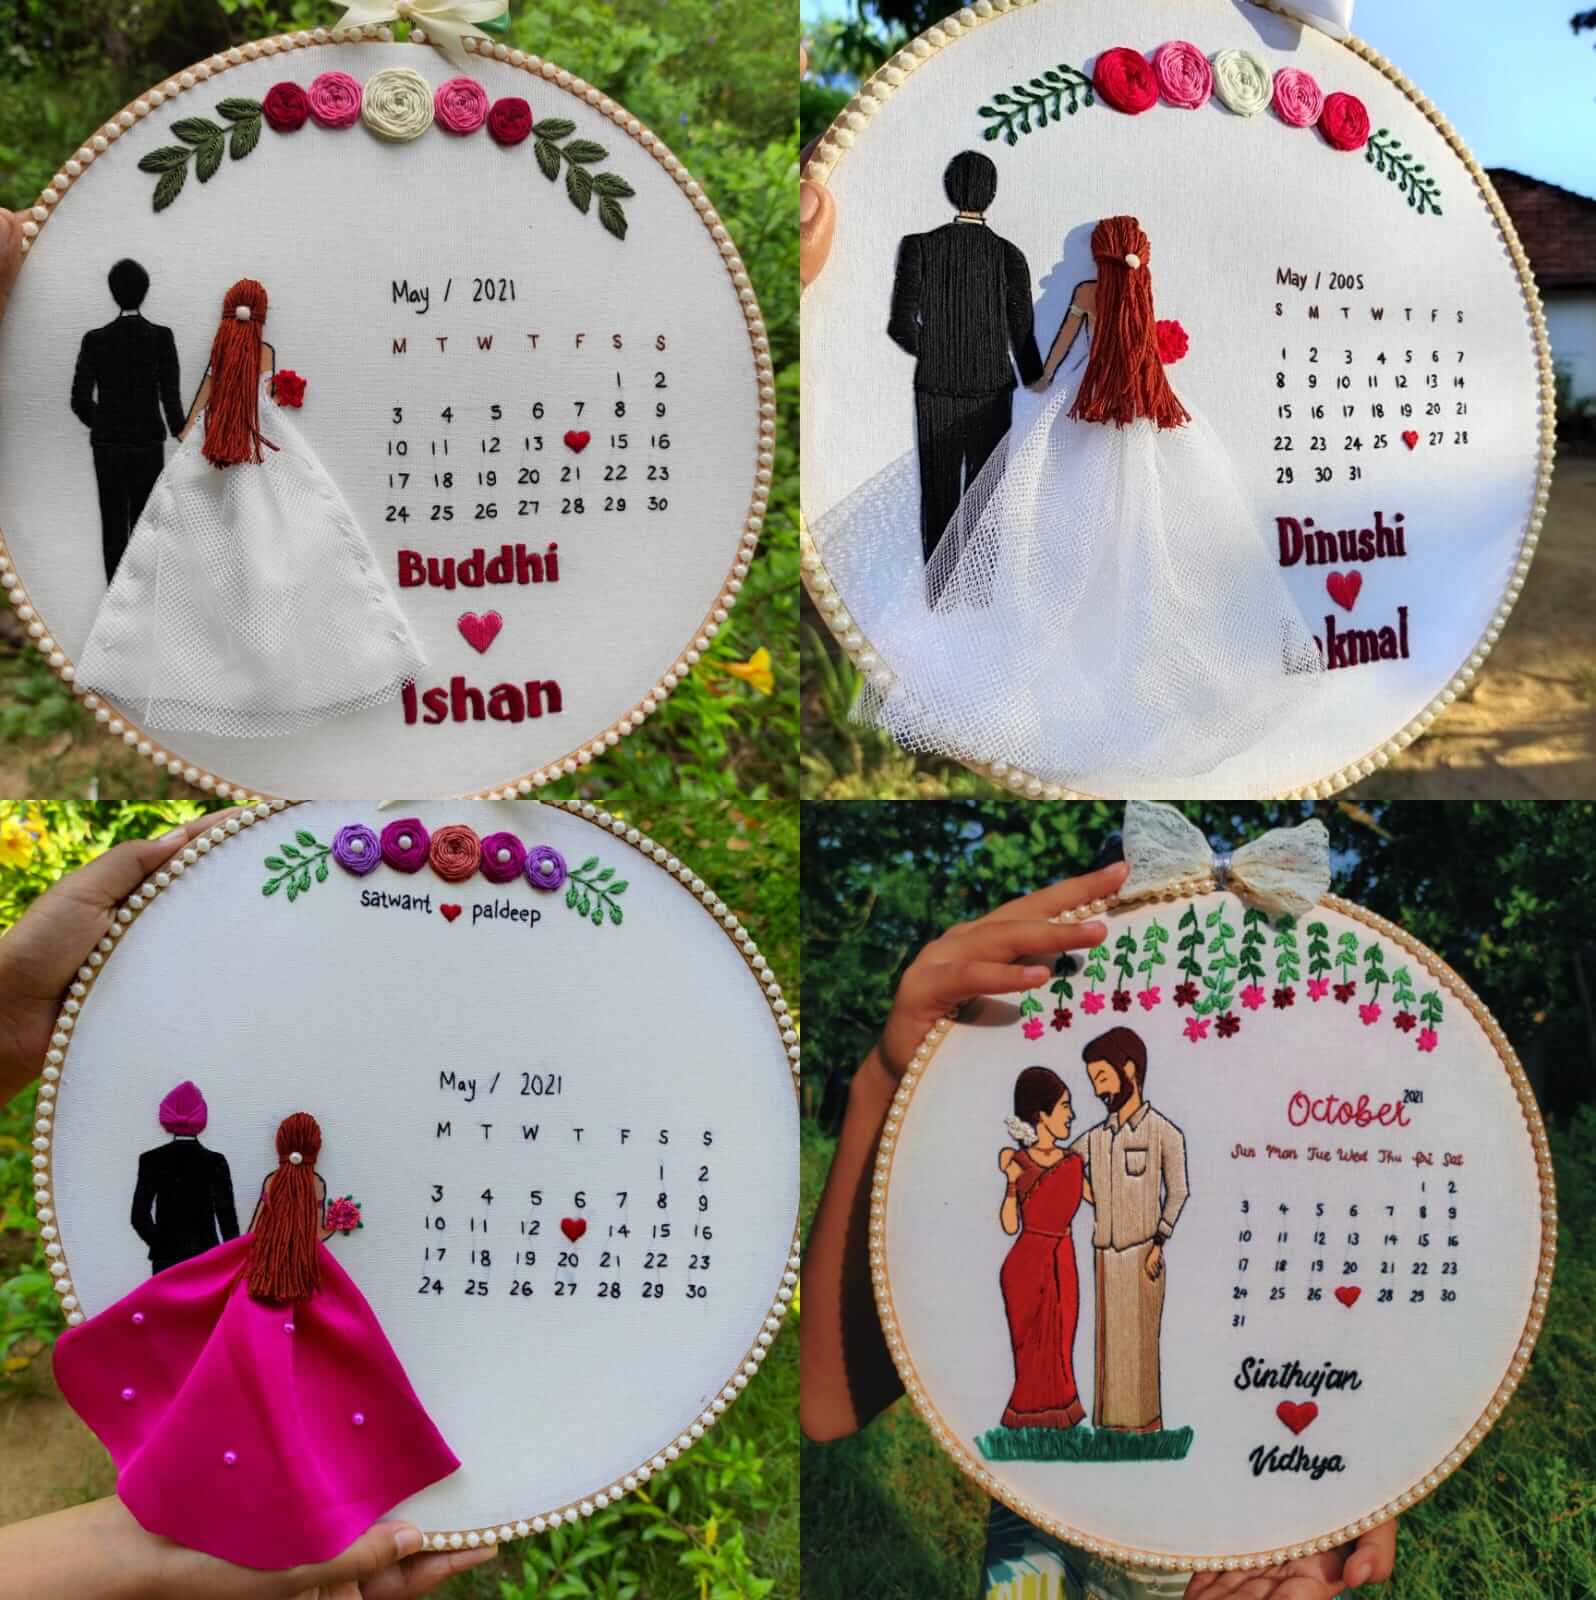 May / 2021
M T W T F S S
1 2
3 4 5 6 7 8 9
10 11 12 13 15 16
17 18 19 20 21 22 23
24 25 26 27 28 29 30
Buddhi
Ishan
May / 2005
S M T W T F S
1 2 3 4 5 6 7
8 9 10 11 12 13 14
15 16 17 18 19 20 21
22 23 24 25 27 28
29 30 31
Dinushi
satwant paldeep
May / 2021
M T W T F S S
1 2
3 4 5 6 7 8 9
10 11 12 14 15 16
17 18 19 20 21 22 23
24 25 26 27 28 29 30
October 2021
Sun Mon Tue Wed Thu Fri Sat
1 2
3 4 5 6 7 8 9
10 11 12 13 14 15 16
17 18 19 20 21 22 23
24 25 26 28 29 30
31
Sinthujan
Vidhya